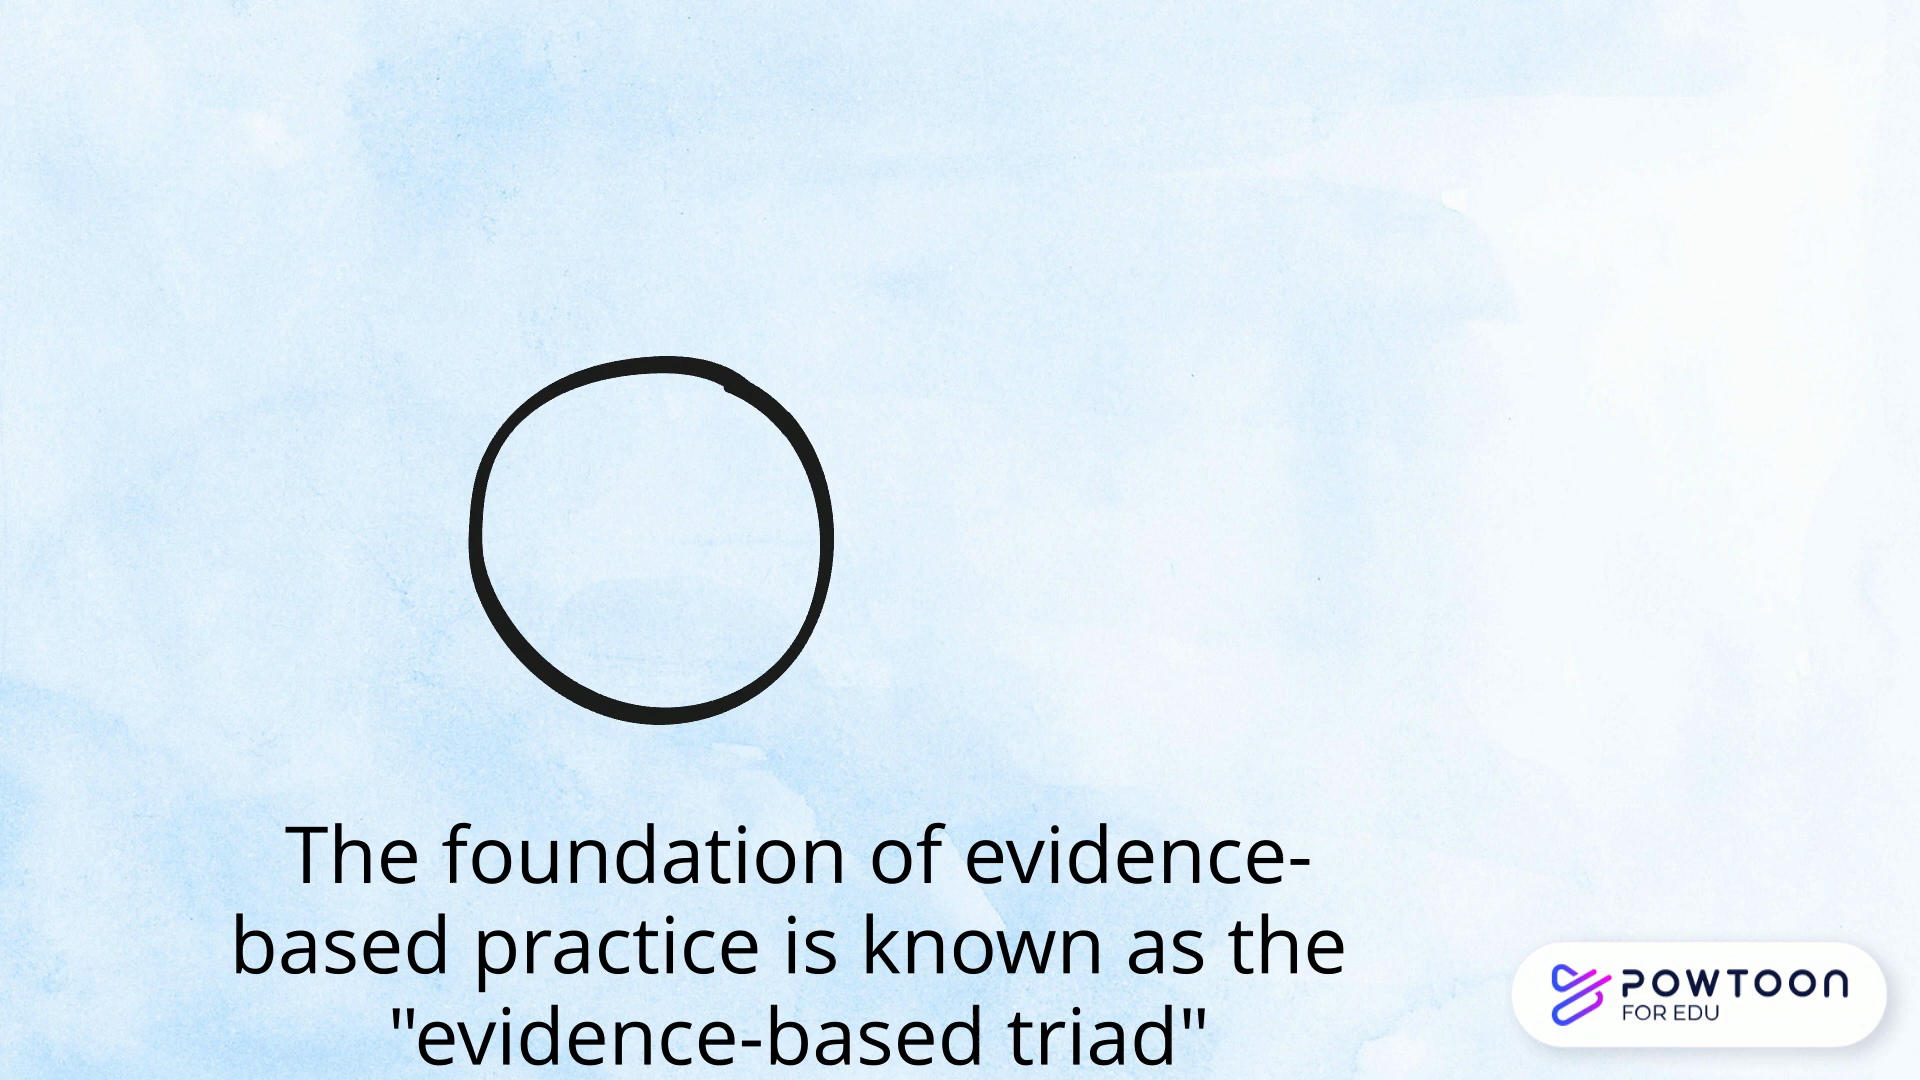 The foundation of evidence-
based practice is known as the
"evidence-based triad"
POWTOON
FOR EDU